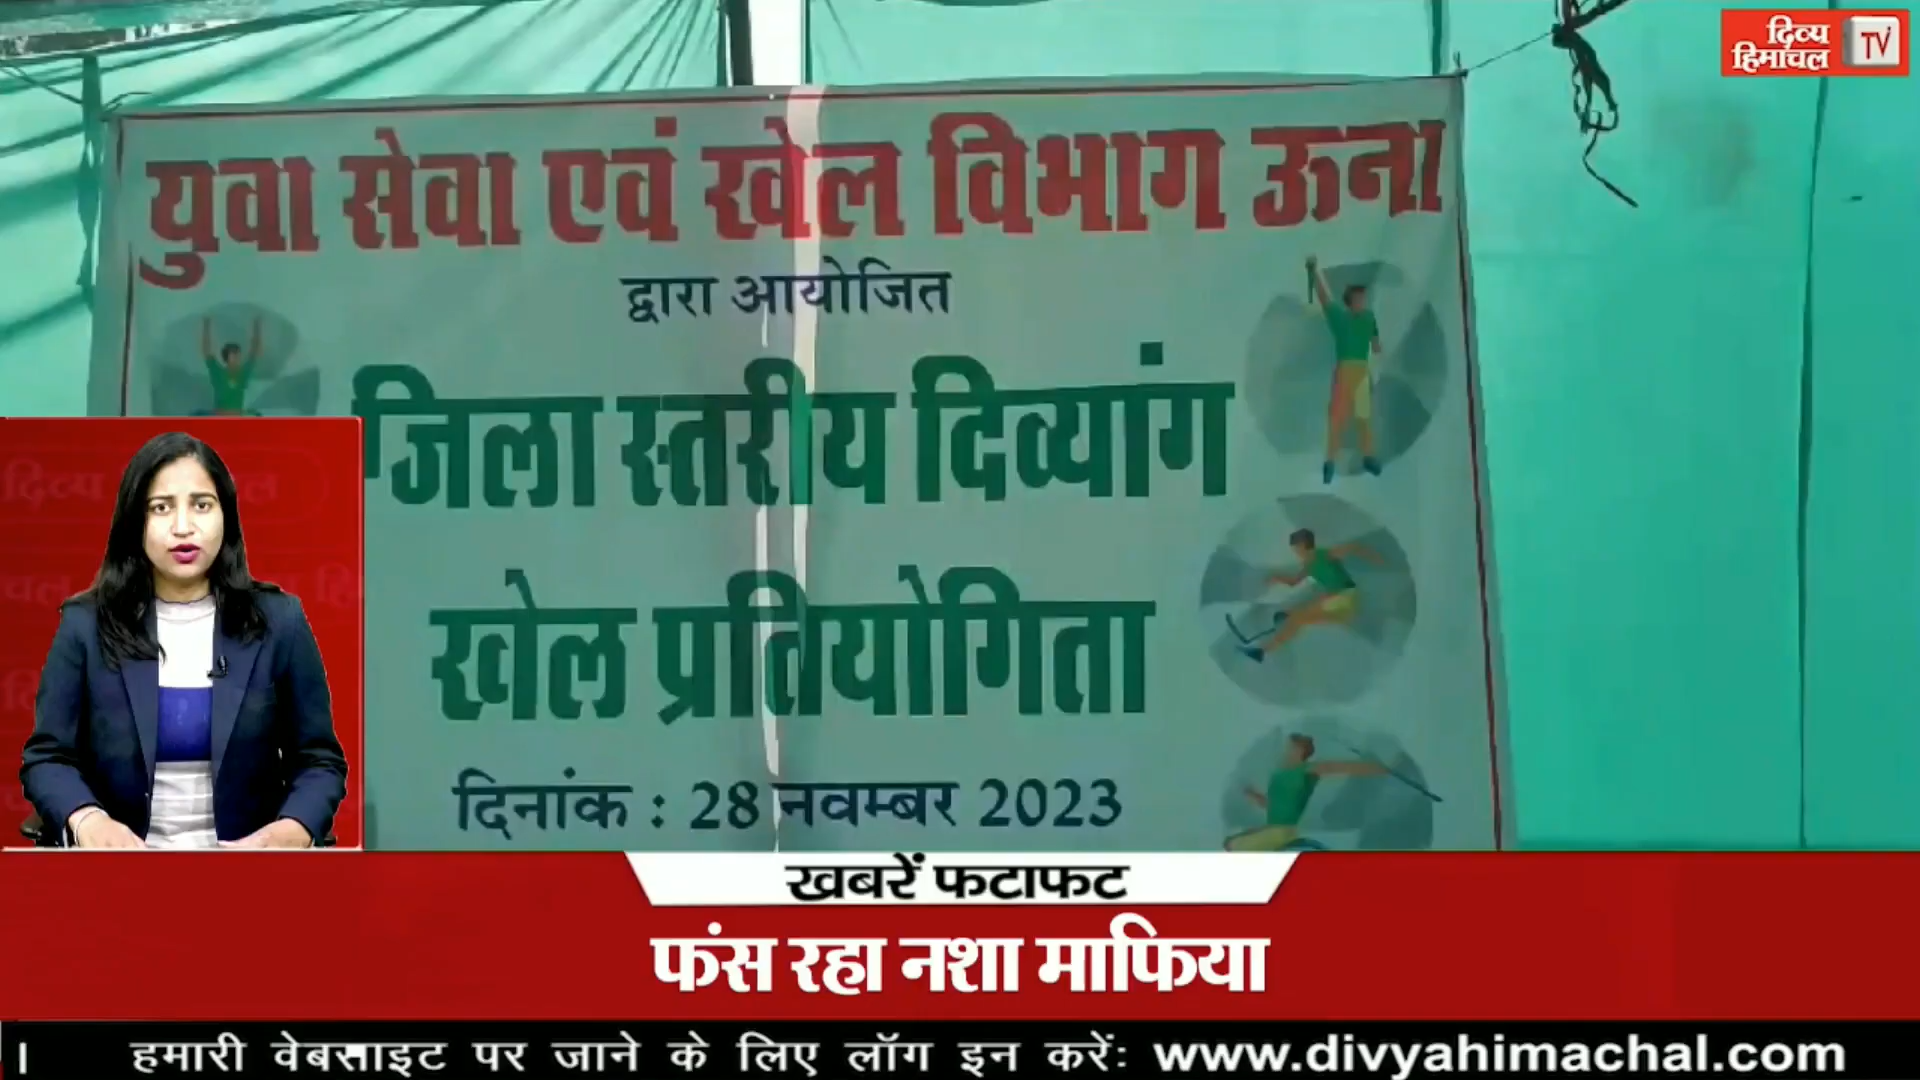 दिव्य
हिमाचल TV
युवा सेवा एवं खेल विभाग ऊना
द्वारा आयोजित
जिला स्तरीय दिव्यांग
खेल प्रतियोगिता
दिनांक : 28 नवम्बर 2023
खबरें फटाफट
फंस रहा नशा माफिया
। हमारी वेबसाइट पर जाने के लिए लॉग इन करें: www.divyahimachal.com